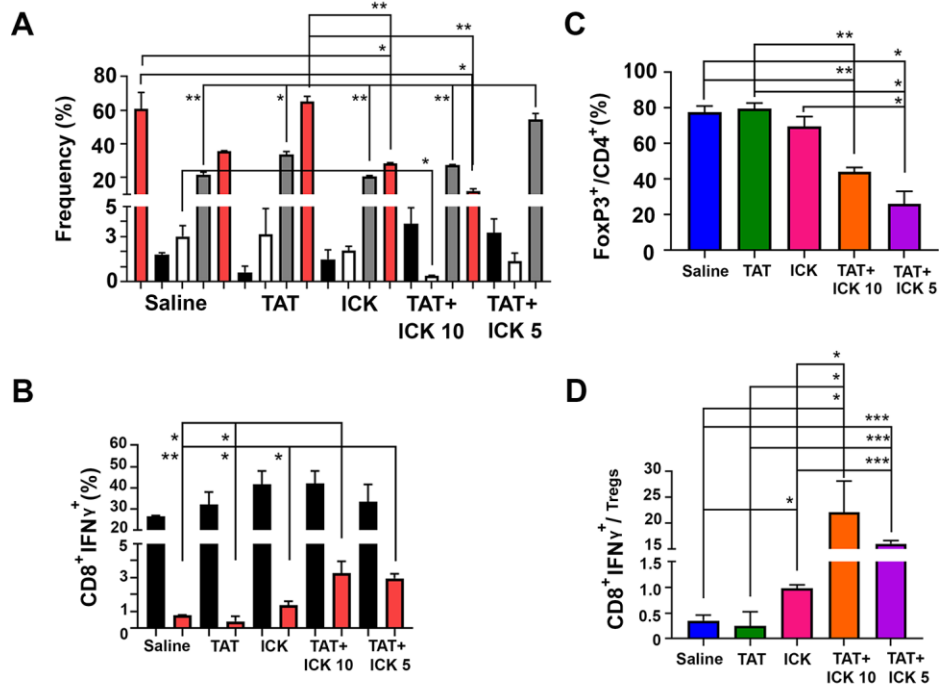 A
Frequency (%)
100
80
60
40
20
5
3
1
0
**
**
*
*
**
*
**
**
*
Saline
TAT
ICK
TAT+
ICK 10
TAT+
ICK 5
B
CD8+IFNγ+(%)
60
50
40
30
20
5
3
1
0
*
**
*
*
*
Saline
TAT
ICK
TAT+
ICK 10
TAT+
ICK 5
C
FoxP3+/CD4+(%)
100
80
60
40
20
0
**
*
**
*
*
Saline
TAT
ICK
TAT+
ICK 10
TAT+
ICK 5
D
CD8+IFNγ+/Tregs
30
25
20
15
1.5
1.0
0.5
0
*
*
*
***
***
***
*
Saline
TAT
ICK
TAT+
ICK 10
TAT+
ICK 5